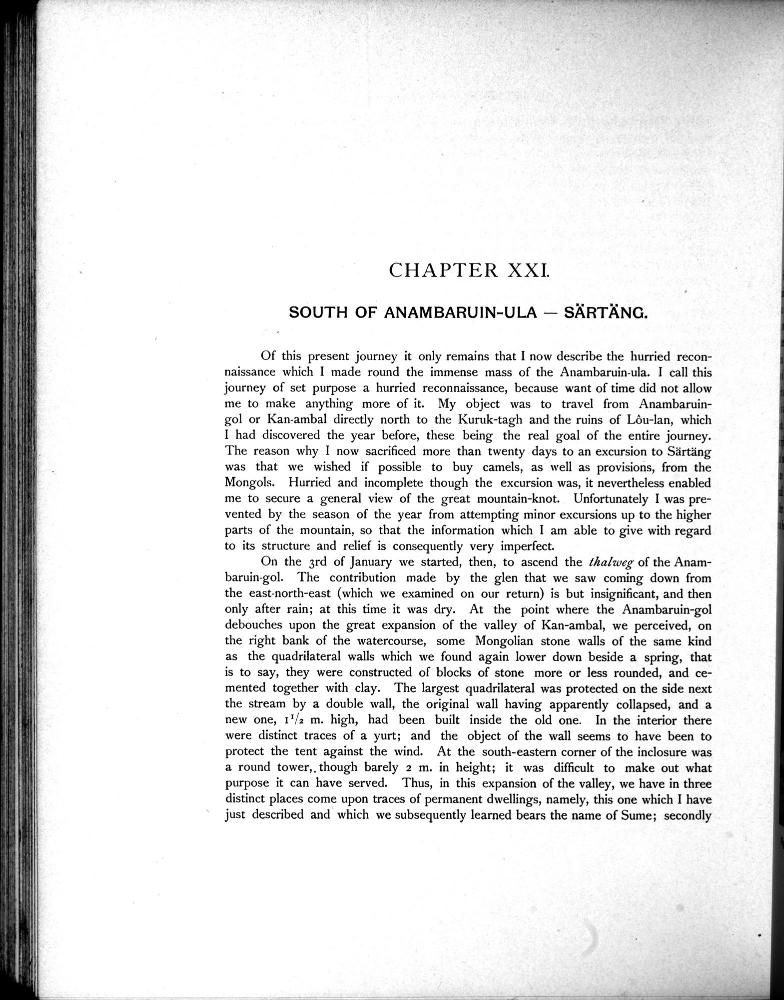 CHAPTER XXI.
SOUTH OF ANAMBARUIN-ULA — SÄRTÄNG.
Of this present journey it only remains that I now describe the hurried recon-
naissance which I made round the immense mass of the Anambaruin-ula. I call this
journey of set purpose a hurried reconnaissance, because want of time did not allow
me to make anything more of it. My object was to travel from Anambaruin-
gol or Kan-ambal directly north to the Kuruk-tagh and the ruins of Lôu-lan, which
I had discovered the year before, these being the real goal of the entire journey.
The reason why I now sacrificed more than twenty days to an excursion to Särtäng
was that we wished if possible to buy camels, as well as provisions, from the
Mongols. Hurried and incomplete though the excursion was, it nevertheless enabled
me to secure a general view of the great mountain-knot. Unfortunately I was pre-
vented by the season of the year from attempting minor excursions up to the higher
parts of the mountain, so that the information which I am able to give with regard
to its structure and relief is consequently very imperfect.
On the 3rd of January we started, then, to ascend the thalweg of the Anam-
baruin-gol. The contribution made by the glen that we saw coming down from
the east-north-east (which we examined on our return) is but insignificant, and then
only after rain; at this time it was dry. At the point where the Anambaruin-gol
debouches upon the great expansion of the valley of Kan-ambal, we perceived, on
the right bank of the watercourse, some Mongolian stone walls of the same kind
as the quadrilateral walls which we found again lower down beside a spring, that
is to say, they were constructed of blocks of stone more or less rounded, and ce-
mented together with clay. The largest quadrilateral was protected on the side next
the stream by a double wall, the original wall having apparently collapsed, and a
new one, 1¹/₂ m. high, had been built inside the old one. In the interior there
were distinct traces of a yurt; and the object of the wall seems to have been to
protect the tent against the wind. At the south-eastern corner of the inclosure was
a round tower, though barely 2 m. in height; it was difficult to make out what
purpose it can have served. Thus, in this expansion of the valley, we have in three
distinct places come upon traces of permanent dwellings, namely, this one which I have
just described and which we subsequently learned bears the name of Sume; secondly